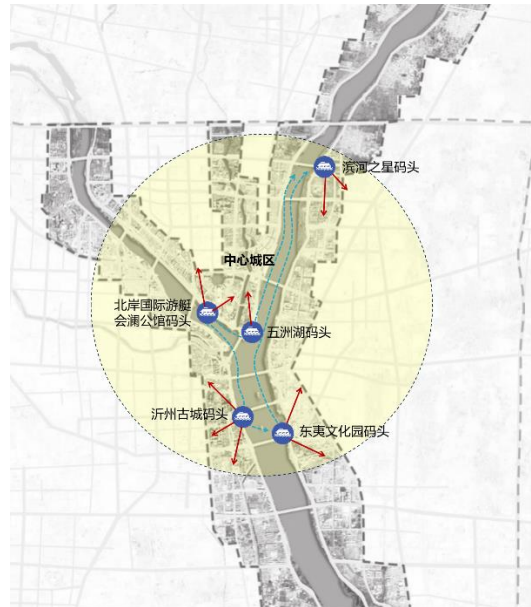 滨河之星码头
中心城区
北岸国际游艇
会澜公馆码头
五洲湖码头
沂州古城码头
东夷文化园码头